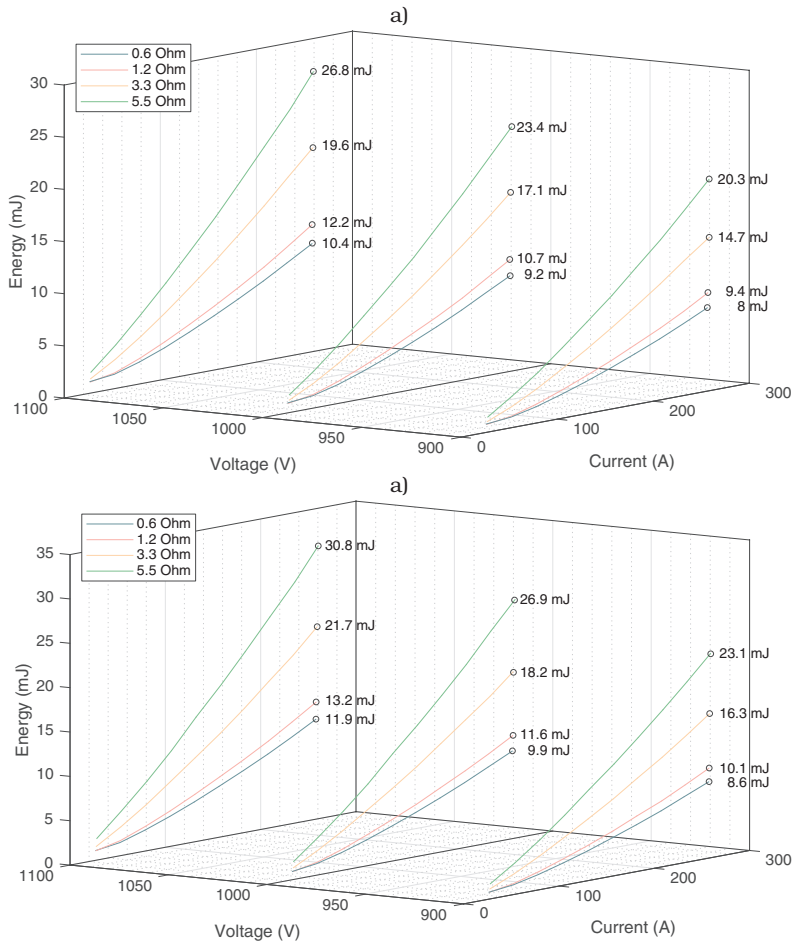 a)
0.6 Ohm
1.2 Ohm
3.3 Ohm
5.5 Ohm
30
25
20
15
10
5
0
Energy (mJ)
26.8 mJ
19.6 mJ
12.2 mJ
10.4 mJ
23.4 mJ
17.1 mJ
10.7 mJ
9.2 mJ
20.3 mJ
14.7 mJ
9.4 mJ
8 mJ
1100
1050
1000
950
900
Voltage (V)
0
100
200
300
Current (A)
a)
0.6 Ohm
1.2 Ohm
3.3 Ohm
5.5 Ohm
35
30
25
20
15
10
5
0
Energy (mJ)
30.8 mJ
21.7 mJ
13.2 mJ
11.9 mJ
26.9 mJ
18.2 mJ
11.6 mJ
9.9 mJ
23.1 mJ
16.3 mJ
10.1 mJ
8.6 mJ
1100
1050
1000
950
900
Voltage (V)
0
100
200
300
Current (A)